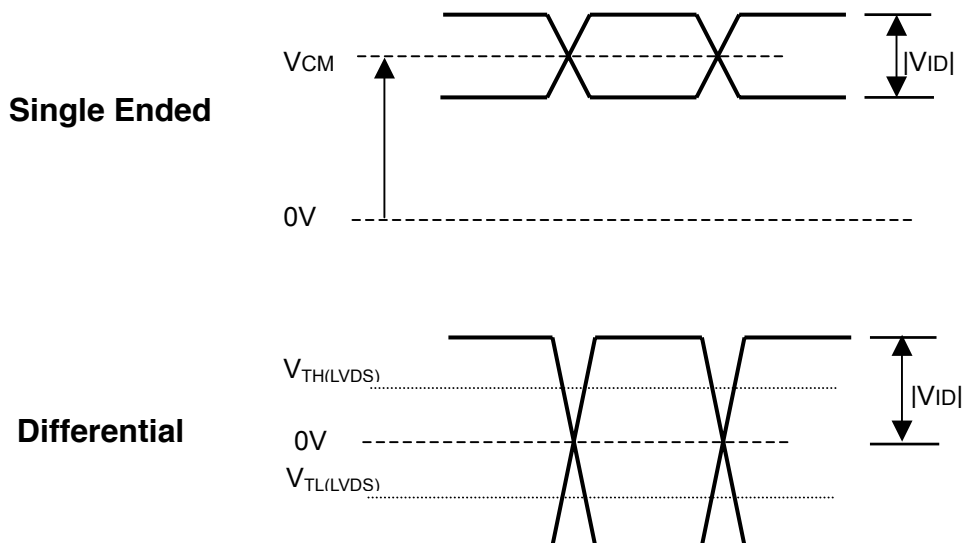 VCM
|VID|
Single Ended
0V
VTH(LVDS)
|VID|
Differential
0V
VTL(LVDS)